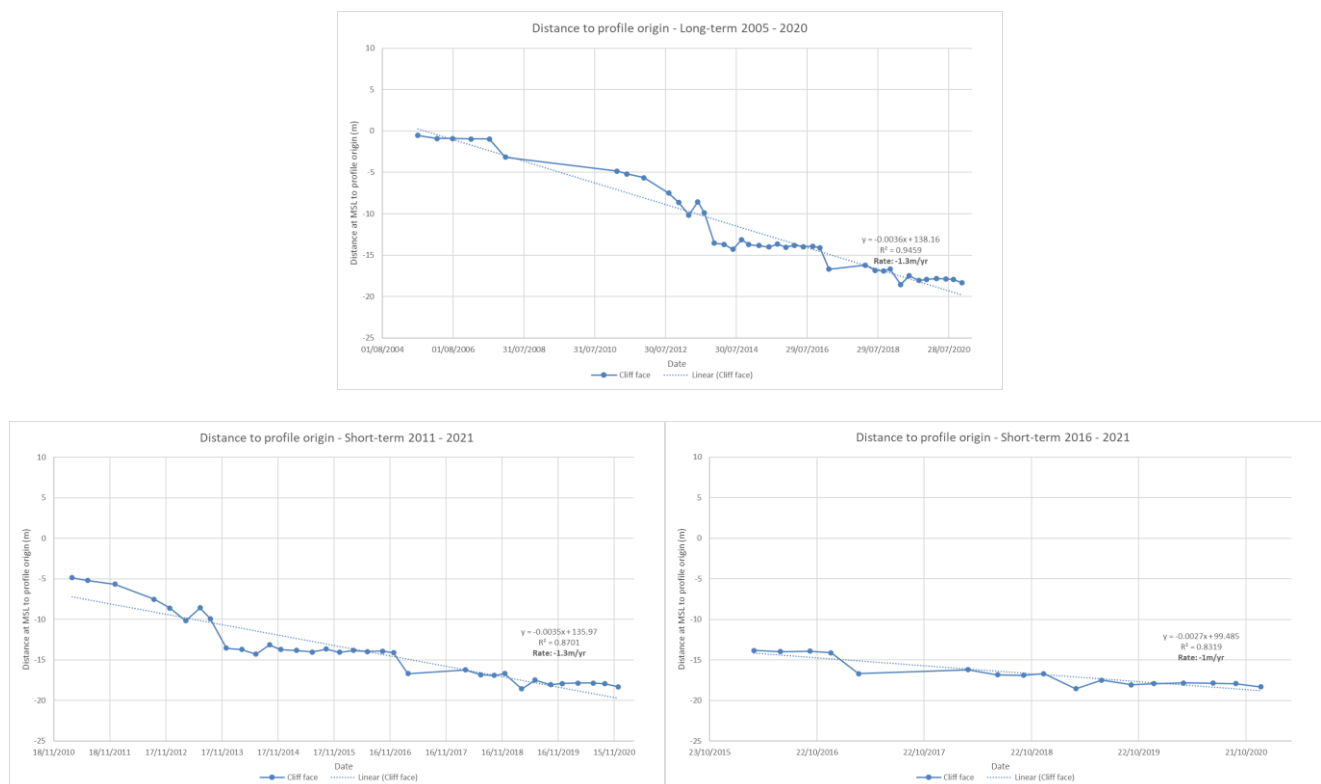 Distance to profile origin - Long-term 2005 - 2020
Distance at MSL to profile origin (m)
10
5
0
-5
-10
-15
-20
-25
y = -0.0036x + 138.16
R² = 0.9459
Rate: -1.3m/yr
01/08/2004 01/08/2006 31/07/2008 31/07/2010 30/07/2012 30/07/2014 29/07/2016 29/07/2018 28/07/2020
Date
Cliff face Linear (Cliff face)
Distance to profile origin - Short-term 2011 - 2021
Distance at MSL to profile origin (m)
10
5
0
-5
-10
-15
-20
-25
y = -0.0035x + 135.97
R² = 0.8701
Rate: -1.3m/yr
18/11/2010 18/11/2011 17/11/2012 17/11/2013 17/11/2014 17/11/2015 16/11/2016 16/11/2017 16/11/2018 16/11/2019 15/11/2020
Date
Cliff face Linear (Cliff face)
Distance to profile origin - Short-term 2016 - 2021
Distance at MSL to profile origin (m)
10
5
0
-5
-10
-15
-20
-25
y = -0.0027x + 99.485
R² = 0.8319
Rate: -1m/yr
23/10/2015 22/10/2016 22/10/2017 22/10/2018 22/10/2019 21/10/2020
Date
Cliff face Linear (Cliff face)